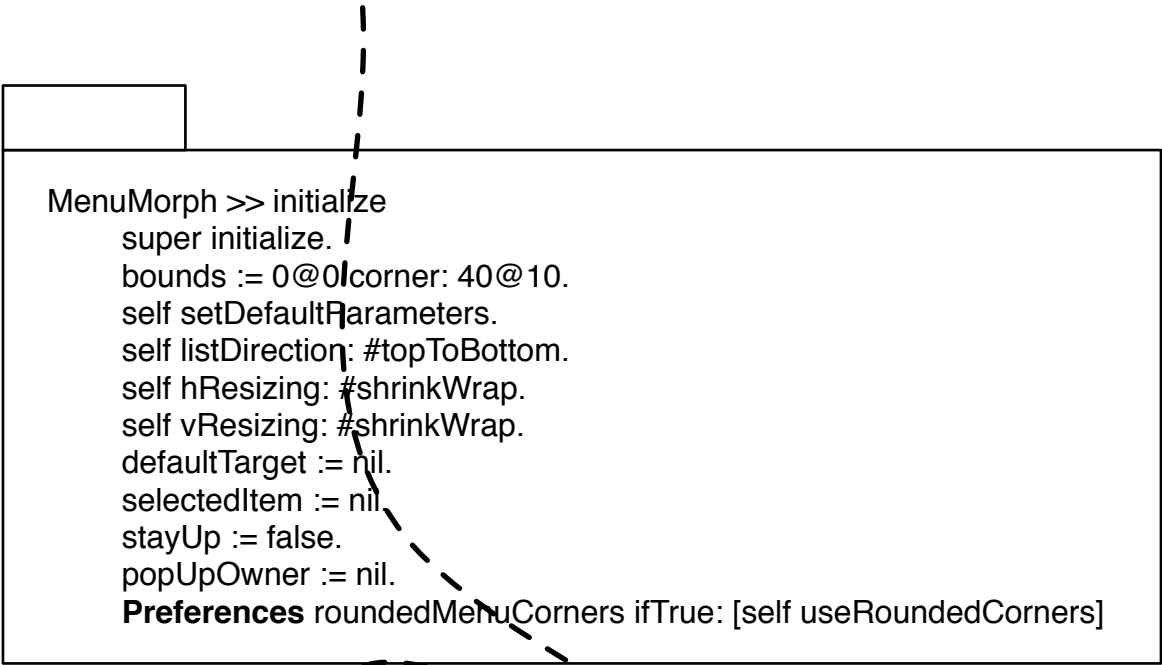 MenuMorph >> initialize
super initialize.
bounds := 0@0 corner: 40@10.
self setDefaultParameters.
self listDirection: #topToBottom.
self hResizing: #shrinkWrap.
self vResizing: #shrinkWrap.
defaultTarget := nil.
selectedItem := nil.
stayUp := false.
popUpOwner := nil.
Preferences roundedMenuCorners ifTrue: [self useRoundedCorners]